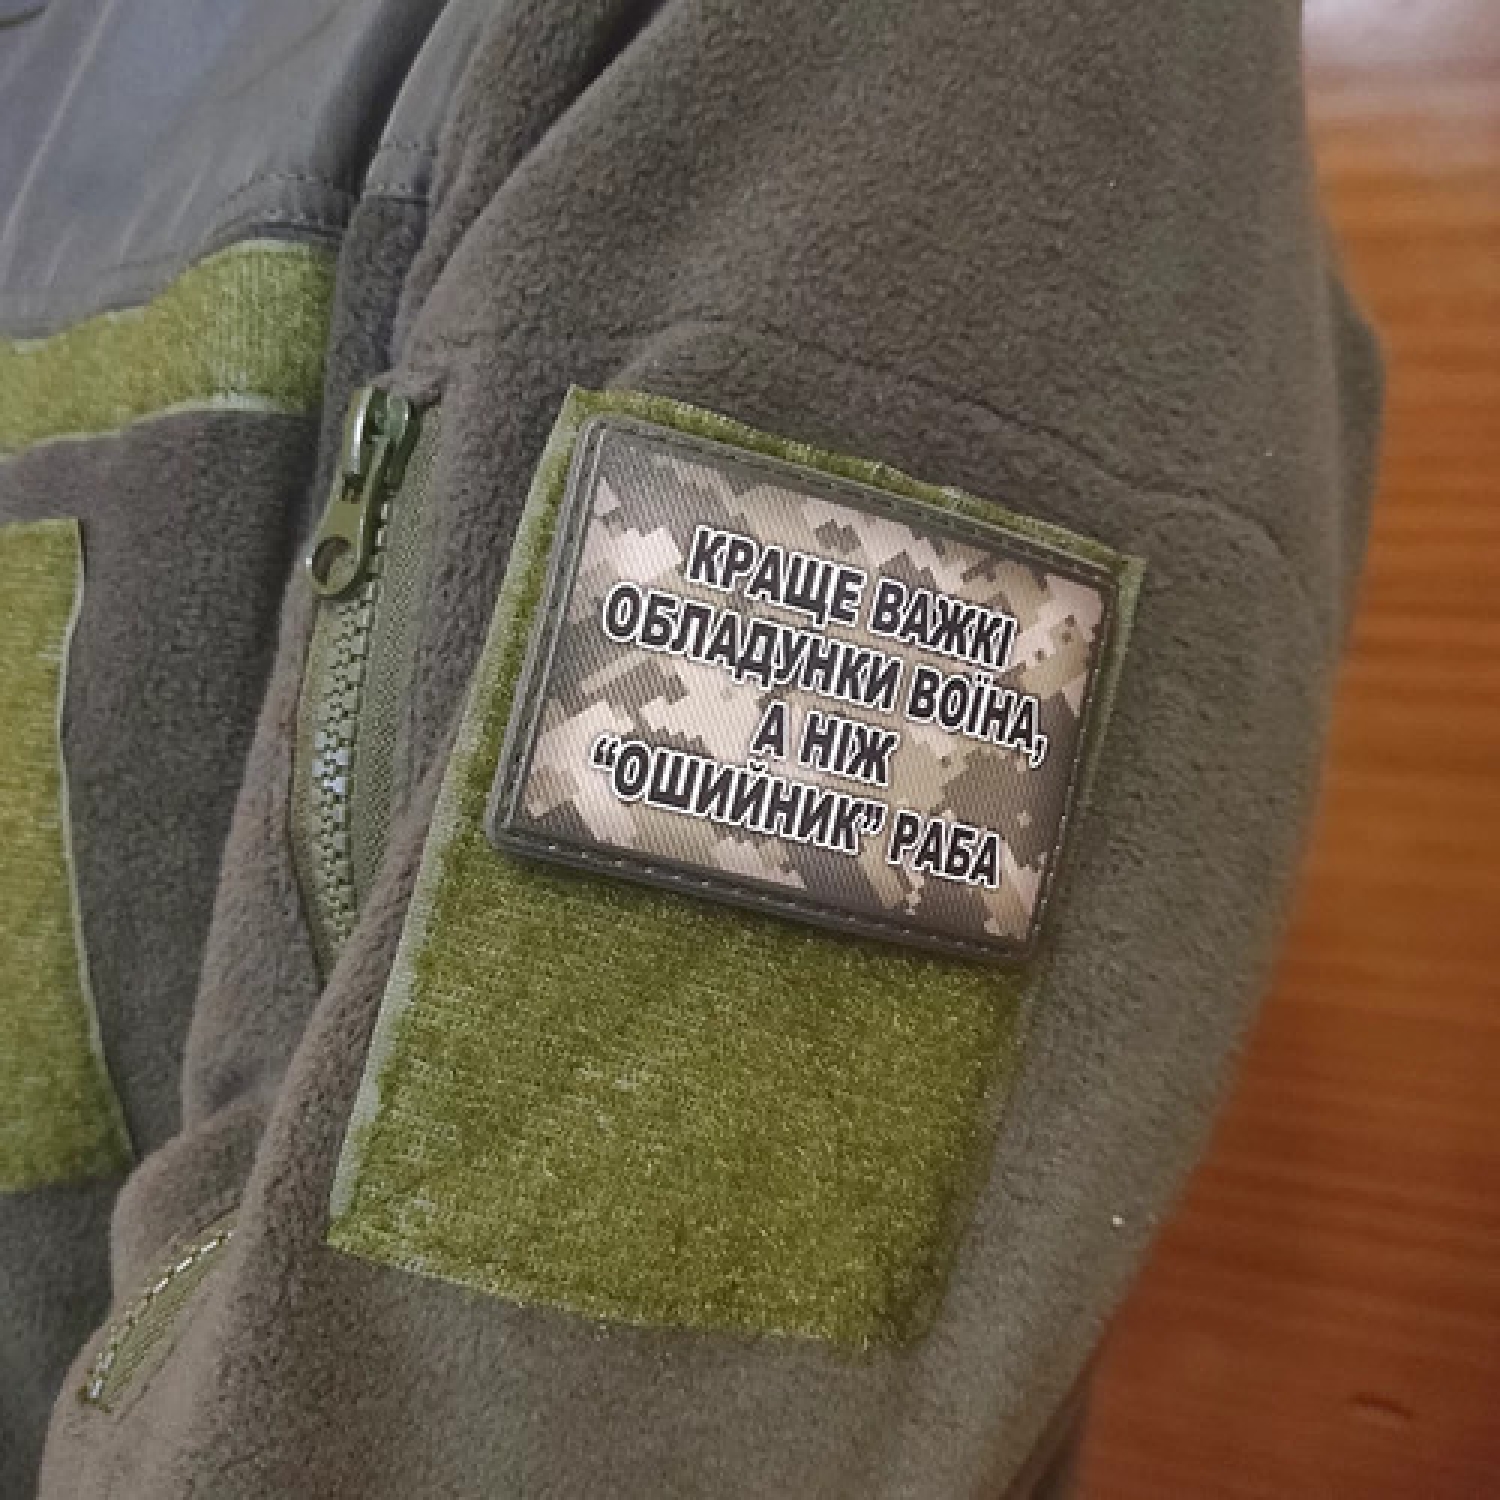 КРАЩЕ ВАЖКІ
ОБЛАДУНКИ ВОЇНА,
А НІЖ
“ОШИЙНИК” РАБА